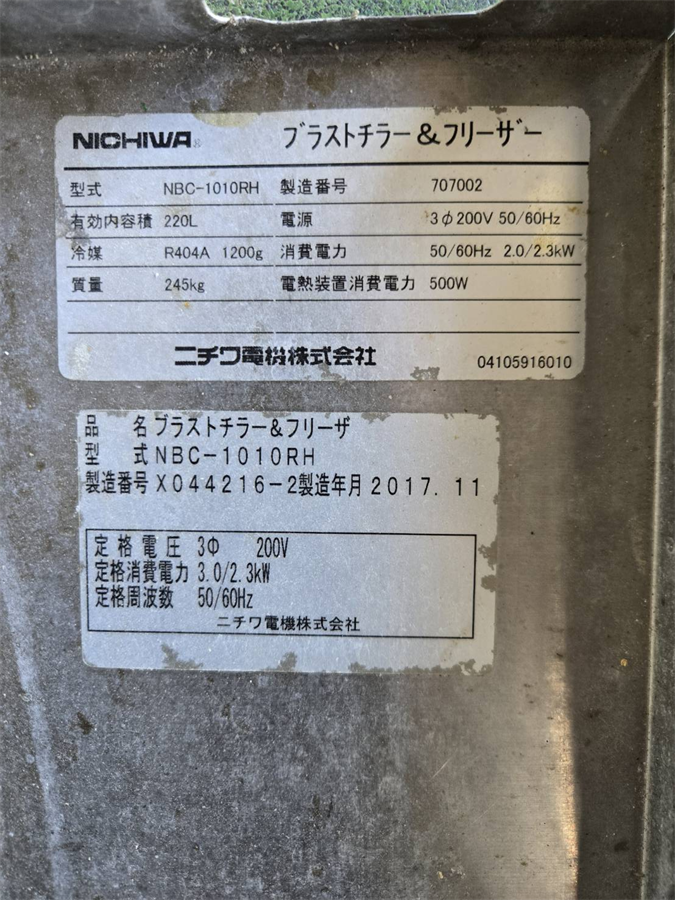 NICHIWA® ブラストチラー&フリーザー
型式 NBC-1010RH 製造番号 707002
有効内容積 220L 電源 3φ200V 50/60Hz
冷媒 R404A 1200g 消費電力 50/60Hz 2.0/2.3kW
質量 245kg 電熱装置消費電力 500W
ニチワ電機株式会社 04105916010
品 名 ブラストチラー&フリーザ
型 式 NBC-1010RH
製造番号 X044216-2製造年月 2017.11
定格電圧 3Φ 200V
定格消費電力 3.0/2.3kW
定格周波数 50/60Hz
ニチワ電機株式会社